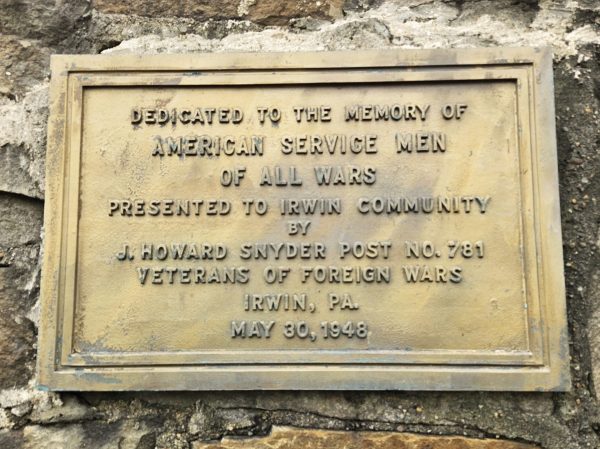 DEDICATED TO THE MEMORY OF
AMERICAN SERVICE MEN
OF ALL WARS
PRESENTED TO IRWIN COMMUNITY
BY
J. HOWARD SNYDER POST NO. 781
VETERANS OF FOREIGN WARS
IRWIN, PA.
MAY 30, 1948